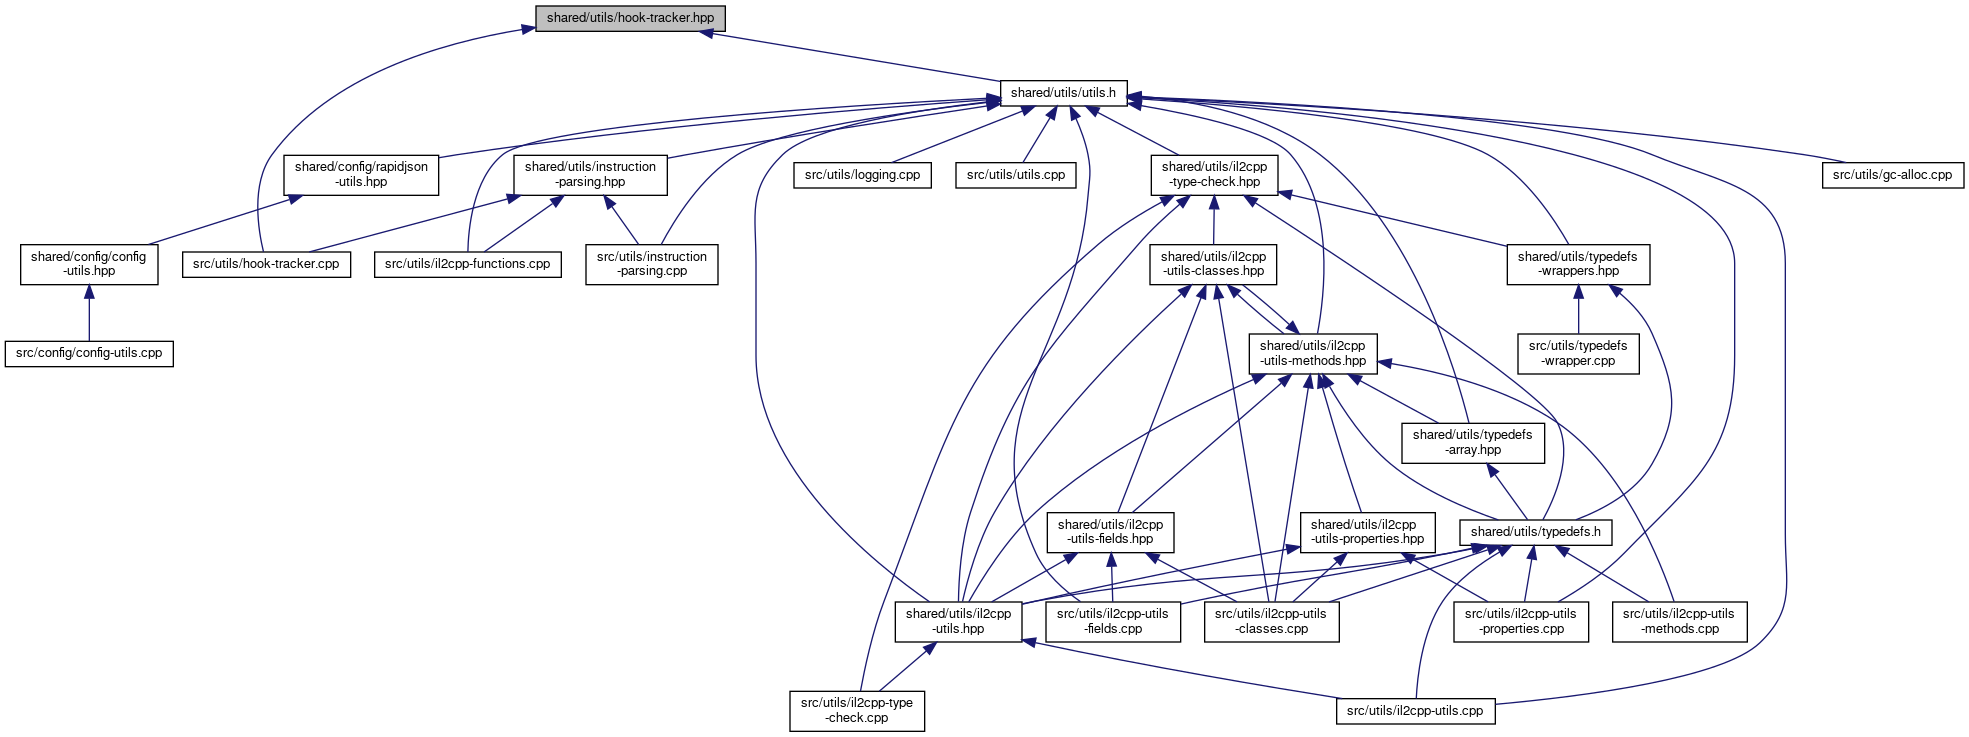 shared/utils/hook-tracker.hpp
shared/utils/utils.h
shared/config/rapidjson
-utils.hpp
shared/utils/instruction
-parsing.hpp
src/utils/logging.cpp
src/utils/utils.cpp
shared/utils/il2cpp
-type-check.hpp
src/utils/gc-alloc.cpp
shared/config/config
-utils.hpp
src/utils/hook-tracker.cpp
src/utils/il2cpp-functions.cpp
src/utils/instruction
-parsing.cpp
shared/utils/il2cpp
-utils-classes.hpp
shared/utils/typedefs
-wrappers.hpp
src/config/config-utils.cpp
shared/utils/il2cpp
-utils-methods.hpp
src/utils/typedefs
-wrapper.cpp
shared/utils/typedefs
-array.hpp
shared/utils/il2cpp
-utils-fields.hpp
shared/utils/il2cpp
-utils-properties.hpp
shared/utils/typedefs.h
shared/utils/il2cpp
-utils.hpp
src/utils/il2cpp-utils
-fields.cpp
src/utils/il2cpp-utils
-classes.cpp
src/utils/il2cpp-utils
-properties.cpp
src/utils/il2cpp-utils
-methods.cpp
src/utils/il2cpp-type
-check.cpp
src/utils/il2cpp-utils.cpp